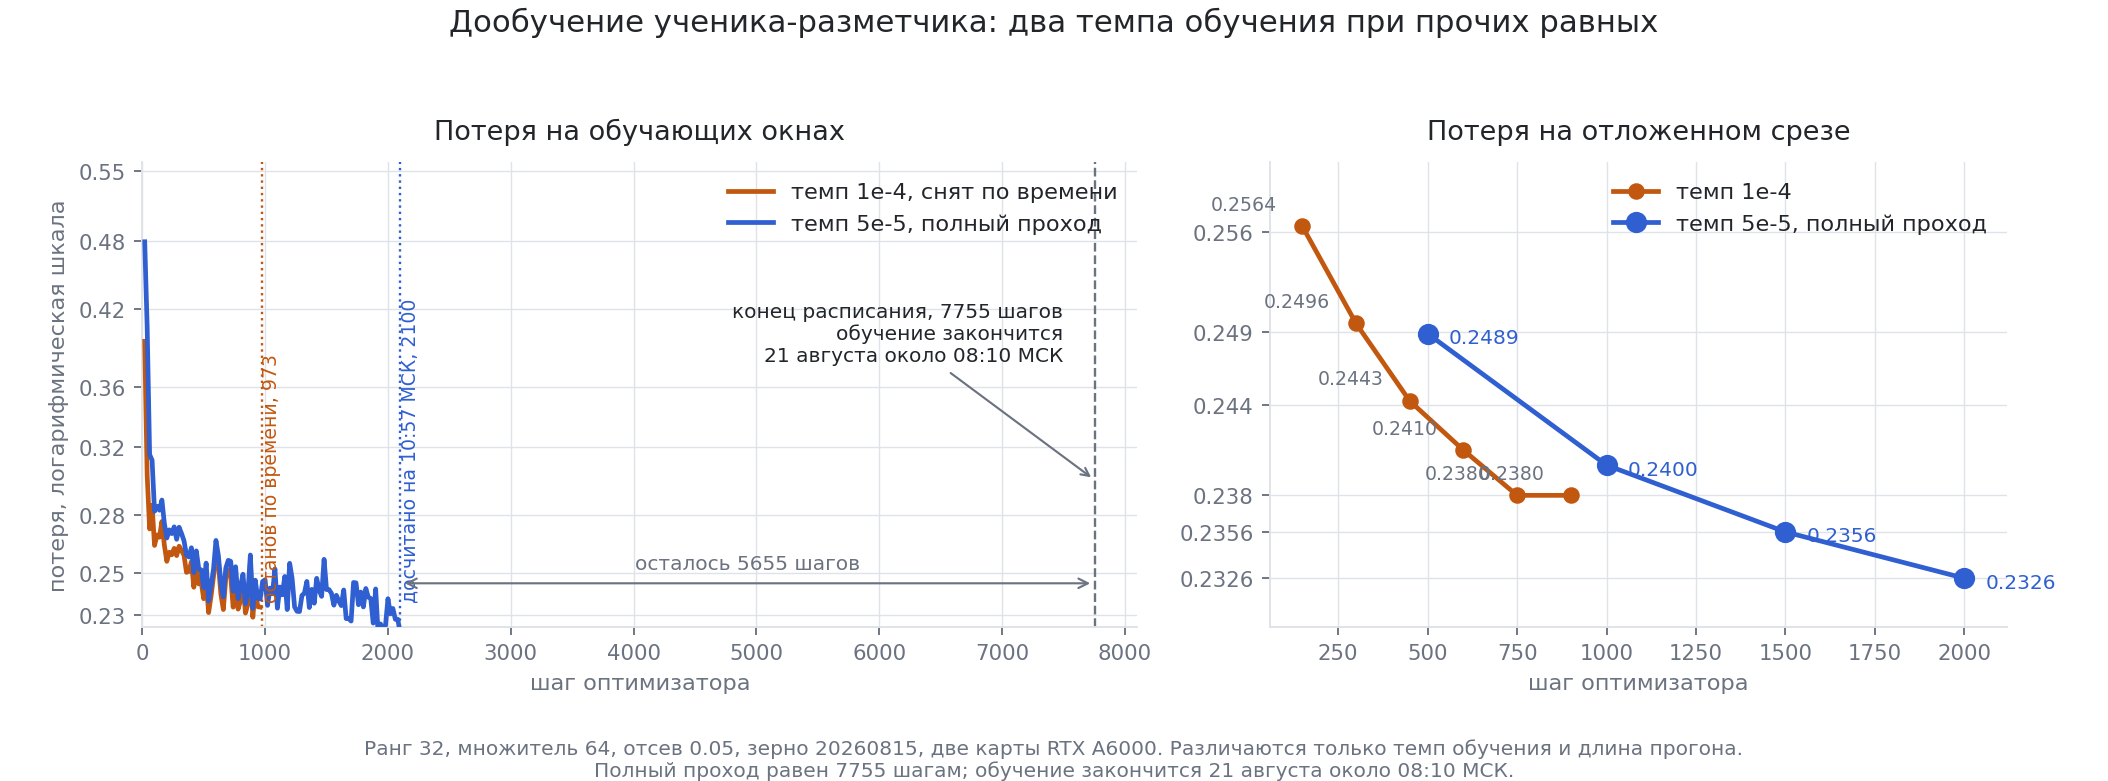 Дообучение ученика-разметчика: два темпа обучения при прочих равных
Потеря на обучающих окнах
потеря, логарифмическая шкала
0.55
0.48
0.42
0.36
0.32
0.28
0.25
0.23
0
1000
2000
3000
4000
5000
6000
7000
8000
шаг оптимизатора
темп 1e-4, снят по времени
темп 5e-5, полный проход
останов по времени, 973
досчитано на 10:57 МСК, 2100
конец расписания, 7755 шагов
обучение закончится
21 августа около 08:10 МСК
осталось 5655 шагов
Потеря на отложенном срезе
0.256
0.249
0.244
0.238
0.2356
0.2326
250
500
750
1000
1250
1500
1750
2000
шаг оптимизатора
темп 1e-4
темп 5e-5, полный проход
0.2564
0.2496
0.2443
0.2410
0.2380
0.2380
0.2489
0.2400
0.2356
0.2326
Ранг 32, множитель 64, отсев 0.05, зерно 20260815, две карты RTX A6000. Различаются только темп обучения и длина прогона.
Полный проход равен 7755 шагам; обучение закончится 21 августа около 08:10 МСК.